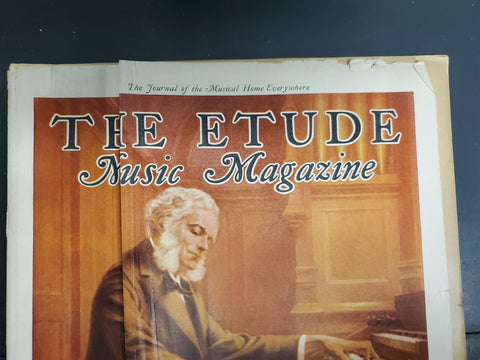 The Journal of the Musical Home Everywhere
THE ETUDE
Music Magazine